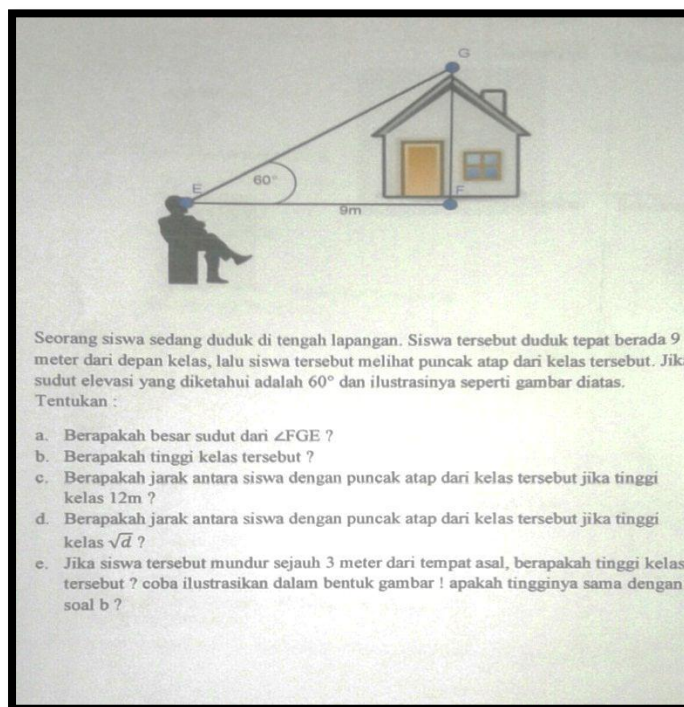 G
E
60°
F
9m
Seorang siswa sedang duduk di tengah lapangan. Siswa tersebut duduk tepat berada 9
meter dari depan kelas, lalu siswa tersebut melihat puncak atap dari kelas tersebut. Jik
sudut elevasi yang diketahui adalah 60° dan ilustrasinya seperti gambar diatas.
Tentukan :
a. Berapakah besar sudut dari ∠FGE ?
b. Berapakah tinggi kelas tersebut ?
c. Berapakah jarak antara siswa dengan puncak atap dari kelas tersebut jika tinggi
kelas 12m ?
d. Berapakah jarak antara siswa dengan puncak atap dari kelas tersebut jika tinggi
kelas √d ?
e. Jika siswa tersebut mundur sejauh 3 meter dari tempat asal, berapakah tinggi kelas
tersebut ? coba ilustrasikan dalam bentuk gambar ! apakah tingginya sama dengan
soal b ?